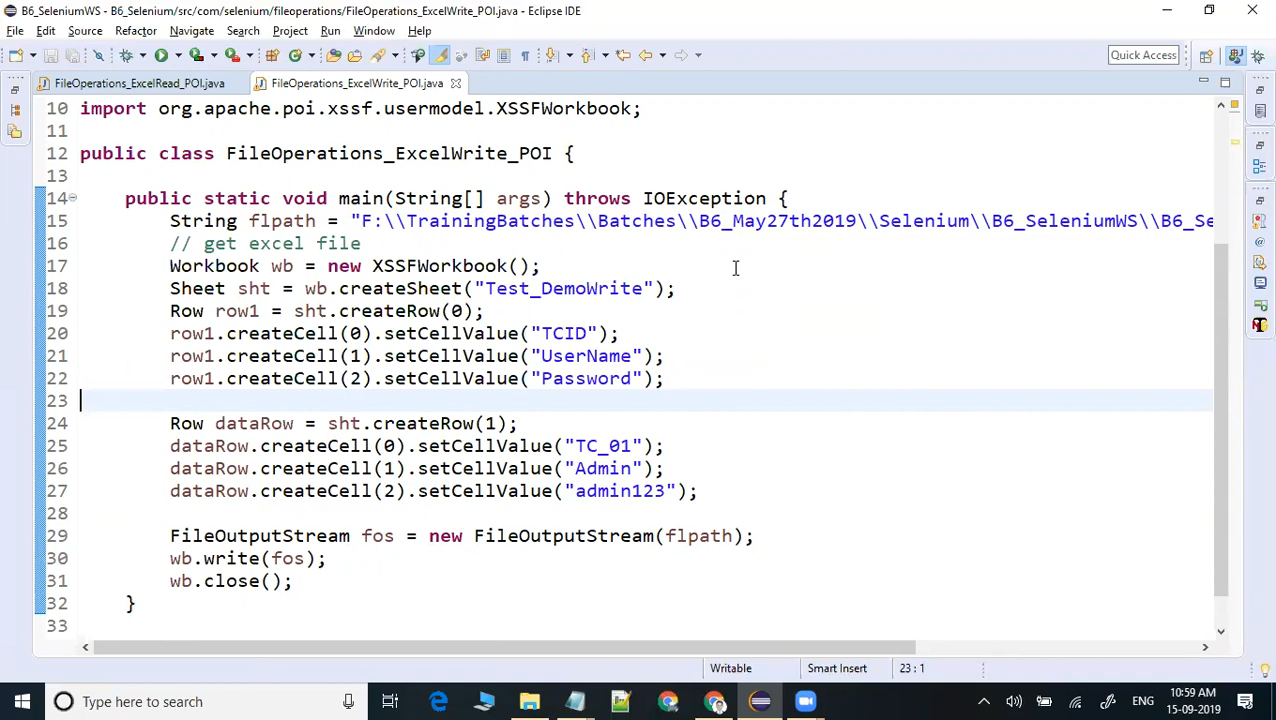 B6_SeleniumWS - B6_Selenium/src/com/selenium/fileoperations/FileOperations_ExcelWrite_POI.java - Eclipse IDE
File Edit Source Refactor Navigate Search Project Run Window Help
Quick Access
FileOperations_ExcelRead_POI.java FileOperations_ExcelWrite_POI.java
10 import org.apache.poi.xssf.usermodel.XSSFWorkbook;
11
12 public class FileOperations_ExcelWrite_POI {
13
14 public static void main(String[] args) throws IOException {
15 String flpath = "F:\\TrainingBatches\\Batches\\B6_May27th2019\\Selenium\\B6_SeleniumWS\\B6_Se
16 // get excel file
17 Workbook wb = new XSSFWorkbook();
18 Sheet sht = wb.createSheet("Test_DemoWrite");
19 Row row1 = sht.createRow(0);
20 row1.createCell(0).setCellValue("TCID");
21 row1.createCell(1).setCellValue("UserName");
22 row1.createCell(2).setCellValue("Password");
23
24 Row dataRow = sht.createRow(1);
25 dataRow.createCell(0).setCellValue("TC_01");
26 dataRow.createCell(1).setCellValue("Admin");
27 dataRow.createCell(2).setCellValue("admin123");
28
29 FileOutputStream fos = new FileOutputStream(flpath);
30 wb.write(fos);
31 wb.close();
32 }
33
Writable Smart Insert 23 : 1
Type here to search ENG 10:59 AM
15-09-2019